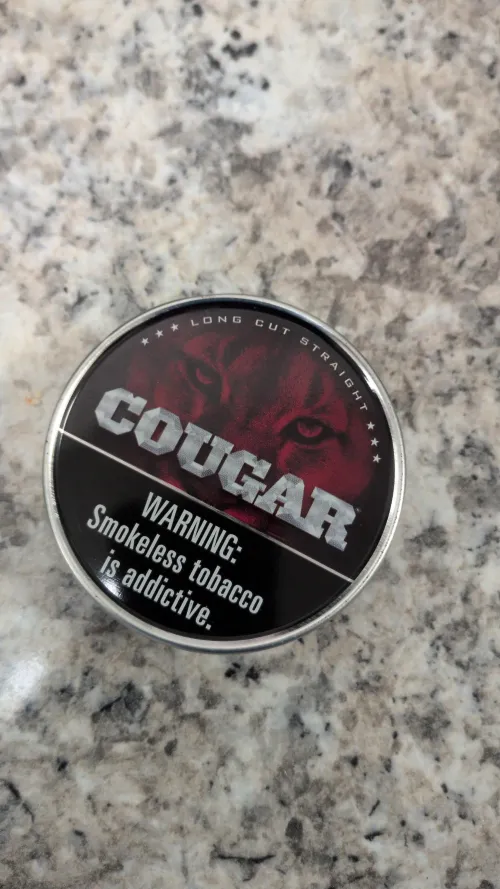 ★★★ LONG CUT STRAIGHT ★★★
COUGAR
WARNING:
Smokeless tobacco
is addictive.